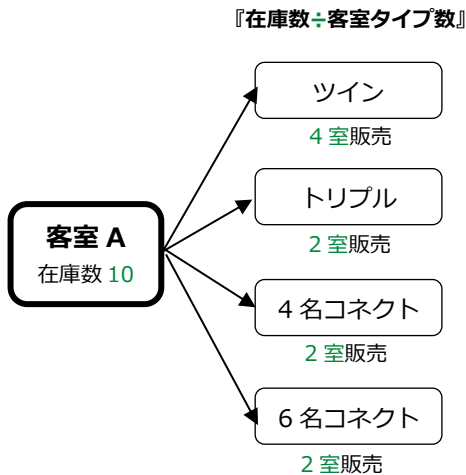 『在庫数÷客室タイプ数』
ツイン
4 室販売
トリプル
2 室販売
客室 A
在庫数 10
4 名コネクト
2 室販売
6 名コネクト
2 室販売